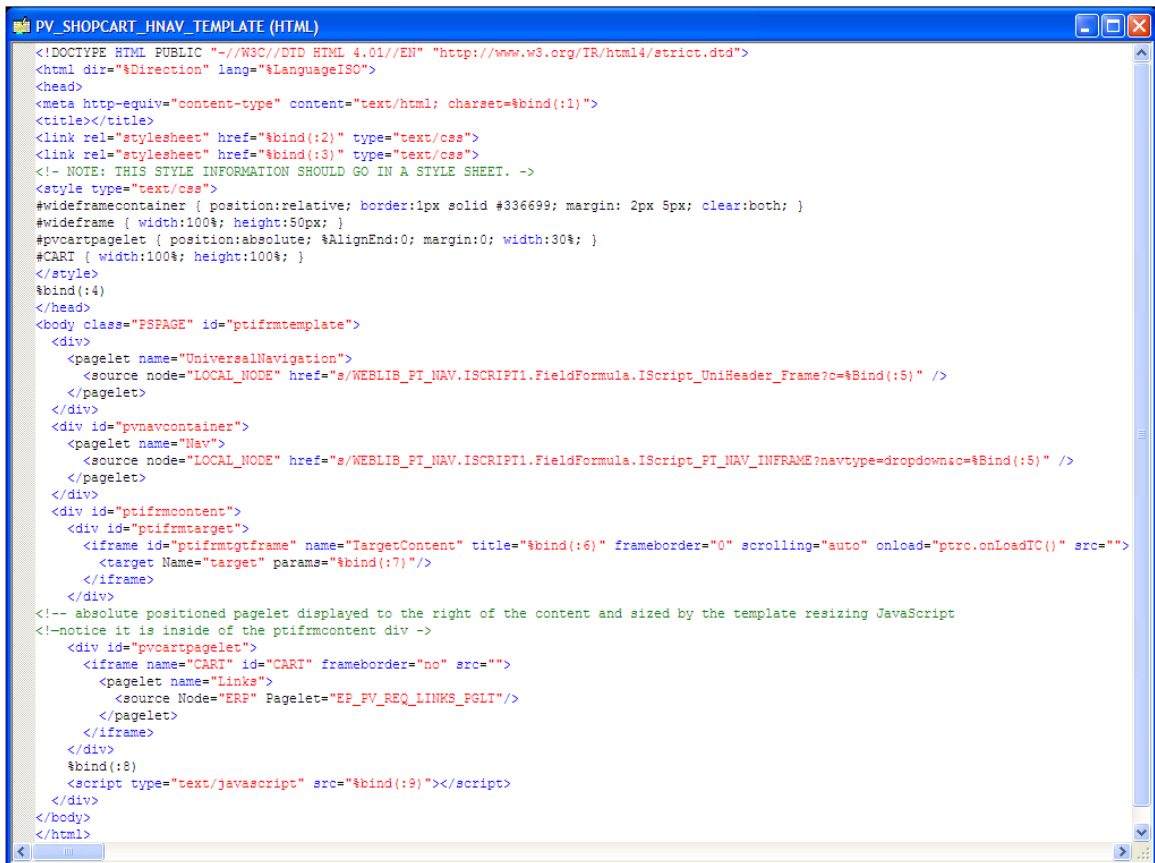 PV_SHOPCART_HNAV_TEMPLATE (HTML)
<!DOCTYPE HTML PUBLIC "-//W3C//DTD HTML 4.01//EN" "http://www.w3.org/TR/html4/strict.dtd">
<html dir="%Direction" lang="%LanguageISO">
<head>
<meta http-equiv="content-type" content="text/html; charset=%bind(:1)">
<title></title>
<link rel="stylesheet" href="%bind(:2)" type="text/css">
<link rel="stylesheet" href="%bind(:3)" type="text/css">
<!- NOTE: THIS STYLE INFORMATION SHOULD GO IN A STYLE SHEET. ->
<style type="text/css">
#wideframecontainer { position:relative; border:1px solid #336699; margin: 2px 5px; clear:both; }
#wideframe { width:100%; height:50px; }
#pvcartpagelet { position:absolute; %AlignEnd:0; margin:0; width:30%; }
#CART { width:100%; height:100%; }
</style>
%bind(:4)
</head>
<body class="PSPAGE" id="ptifrmtemplate">
<div>
<pagelet name="UniversalNavigation">
<source node="LOCAL_NODE" href="s/WEBLIB_PT_NAV.ISCRIPT1.FieldFormula.IScript_UniHeader_Frame?c=%Bind(:5)" />
</pagelet>
</div>
<div id="pvnavcontainer">
<pagelet name="Nav">
<source node="LOCAL_NODE" href="s/WEBLIB_PT_NAV.ISCRIPT1.FieldFormula.IScript_PT_NAV_INFRAME?navtype=dropdown&c=%Bind(:5)" />
</pagelet>
</div>
<div id="ptifrmcontent">
<div id="ptifrmtarget">
<iframe id="ptifrmtgtframe" name="TargetContent" title="%bind(:6)" frameborder="0" scrolling="auto" onload="ptrc.onLoadTC()" src="">
<target Name="target" params="%bind(:7)"/>
</iframe>
</div>
<!-- absolute positioned pagelet displayed to the right of the content and sized by the template resizing JavaScript
<!—notice it is inside of the ptifrmcontent div ->
<div id="pvcartpagelet">
<iframe name="CART" id="CART" frameborder="no" src="">
<pagelet name="Links">
<source Node="ERP" Pagelet="EP_PV_REQ_LINKS_PGLT"/>
</pagelet>
</iframe>
</div>
%bind(:8)
<script type="text/javascript" src="%bind(:9)"></script>
</div>
</body>
</html>